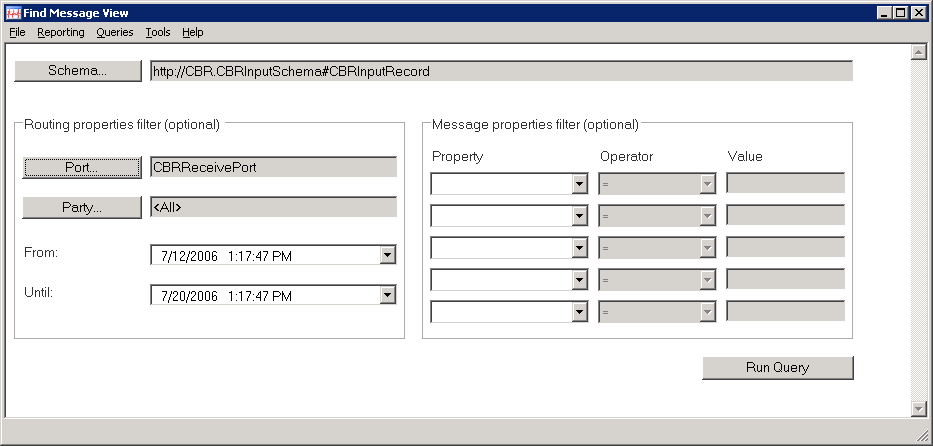 Find Message View
File Reporting Queries Tools Help
Schema... http://CBR.CBRInputSchema#CBRInputRecord
Routing properties filter (optional)
Port... CBRReceivePort
Party... <All>
From: 7/12/2006 1:17:47 PM
Until: 7/20/2006 1:17:47 PM
Message properties filter (optional)
Property Operator Value
=
=
=
=
=
Run Query